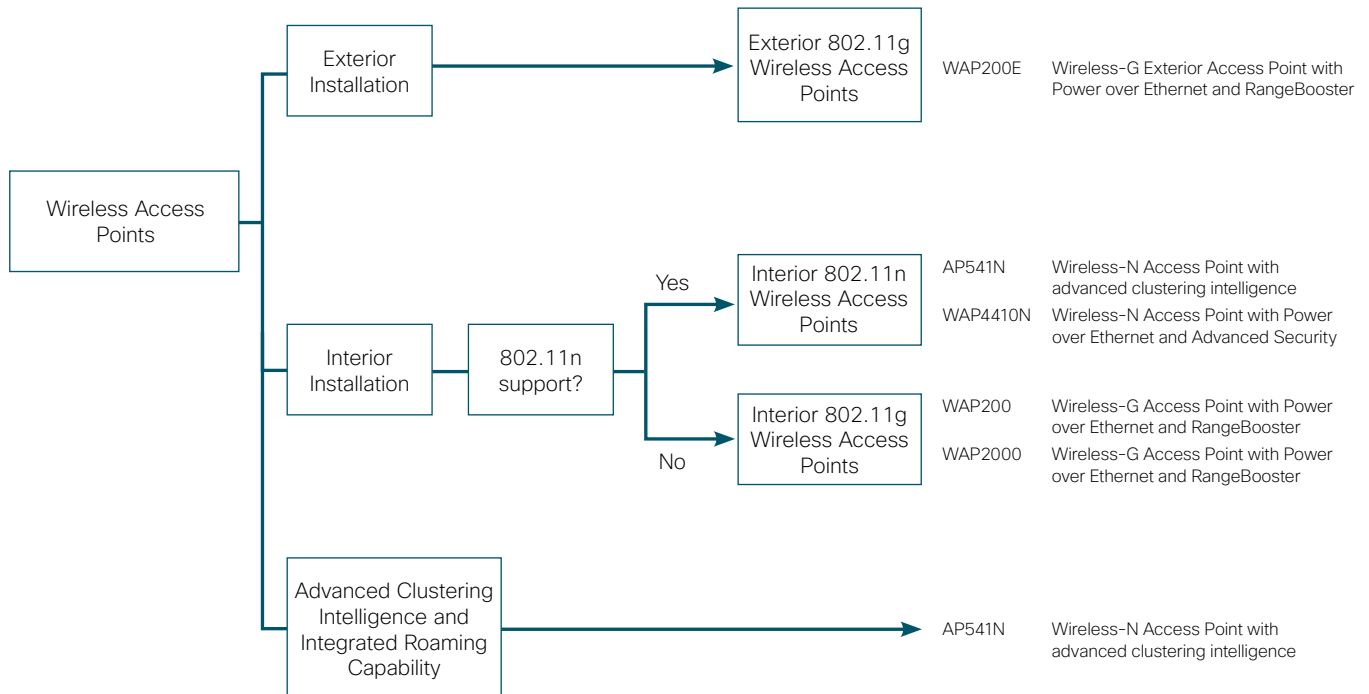 Exterior
Installation
Exterior 802.11g
Wireless Access
Points
WAP200E
Wireless-G Exterior Access Point with
Power over Ethernet and RangeBooster
Wireless Access
Points
Interior
Installation
802.11n
support?
Yes
No
Interior 802.11n
Wireless Access
Points
AP541N
Wireless-N Access Point with
advanced clustering intelligence
WAP4410N
Wireless-N Access Point with Power
over Ethernet and Advanced Security
Interior 802.11g
Wireless Access
Points
WAP200
Wireless-G Access Point with Power
over Ethernet and RangeBooster
WAP2000
Wireless-G Access Point with Power
over Ethernet and RangeBooster
Advanced Clustering
Intelligence and
Integrated Roaming
Capability
AP541N
Wireless-N Access Point with
advanced clustering intelligence